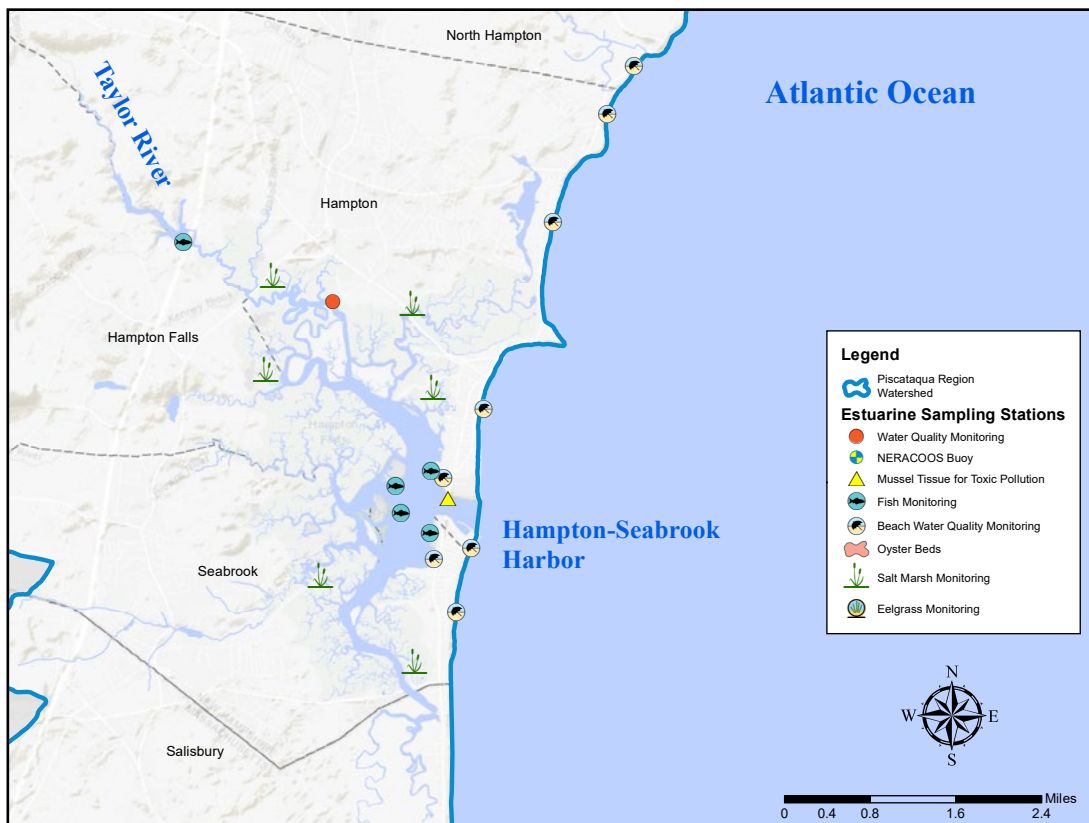 North Hampton
Atlantic Ocean
Taylor River
Hampton
Hampton Falls
Seabrook
Salisbury
Hampton-Seabrook
Harbor
Legend
Piscataqua Region
Watershed
Estuarine Sampling Stations
Water Quality Monitoring
NERACOOS Buoy
Mussel Tissue for Toxic Pollution
Fish Monitoring
Beach Water Quality Monitoring
Oyster Beds
Salt Marsh Monitoring
Eelgrass Monitoring
N
W E
S
Miles
0 0.4 0.8 1.6 2.4